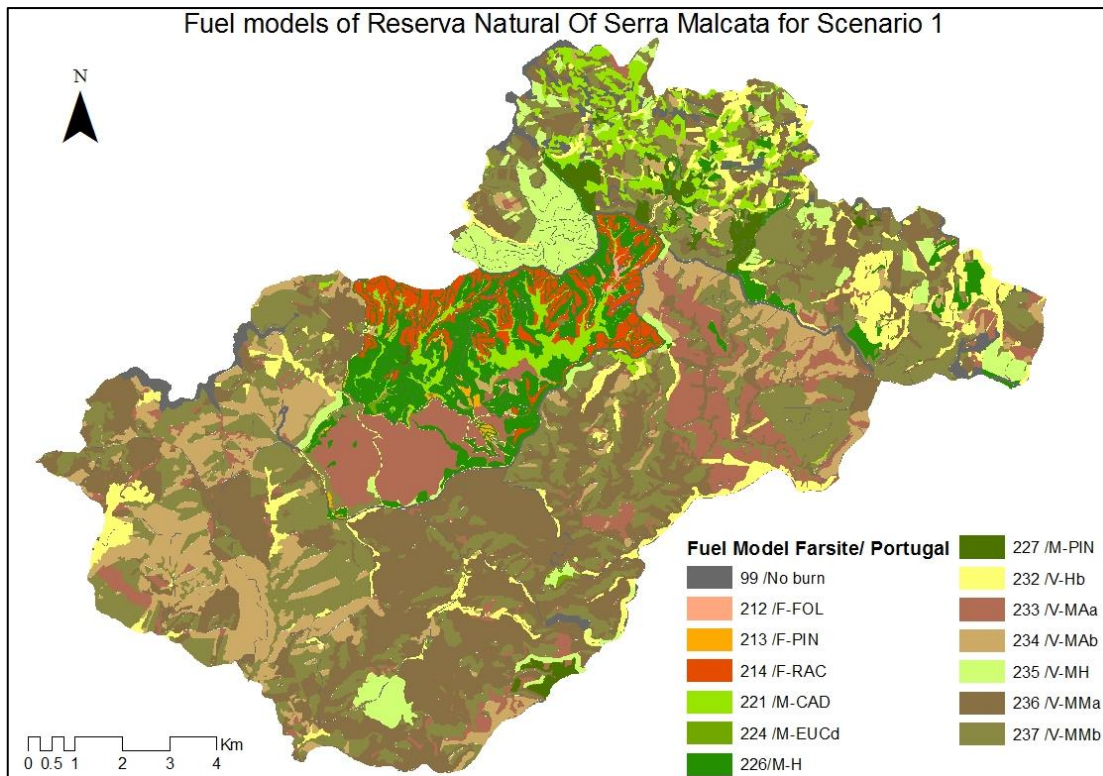 Fuel models of Reserva Natural Of Serra Malcata for Scenario 1
N
Fuel Model Farsite/ Portugal
99 /No burn
212 /F-FOL
213 /F-PIN
214 /F-RAC
221 /M-CAD
224 /M-EUCd
226/M-H
227 /M-PIN
232 /V-Hb
233 /V-MAa
234 /V-MAb
235 /V-MH
236 /V-MMa
237 /V-MMb
Km
0 0.5 1 2 3 4